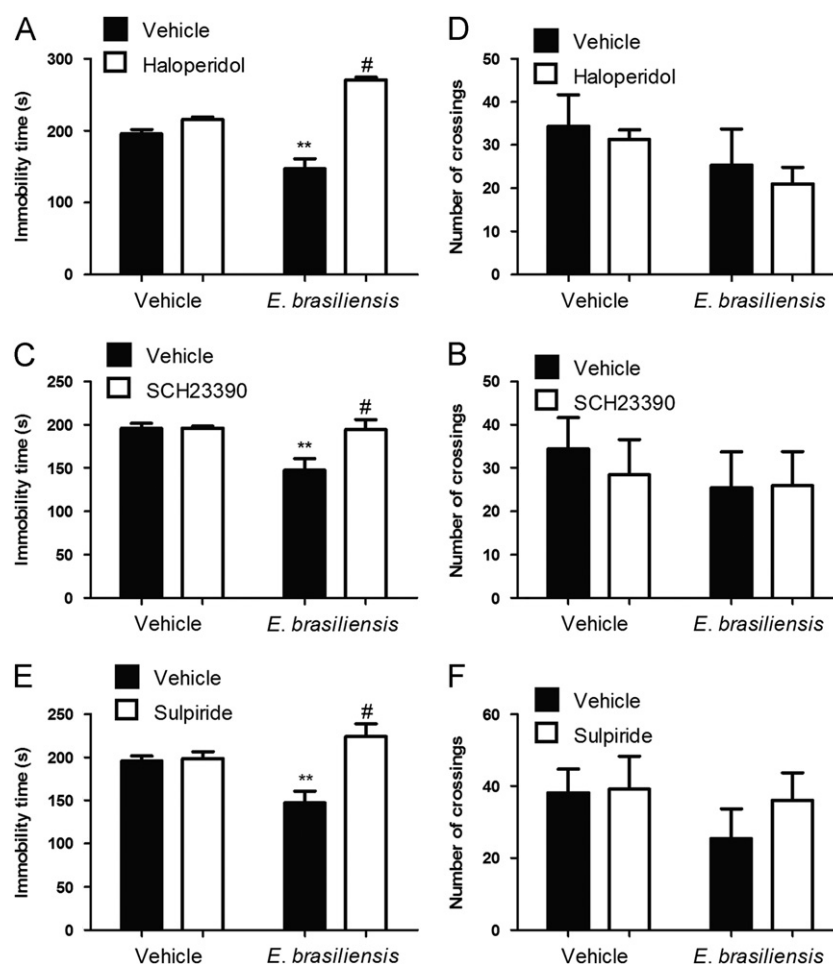 A
Vehicle
Haloperidol
Immobility time (s)
300
200
100
0
**
#
Vehicle
E. brasiliensis
D
Vehicle
Haloperidol
Number of crossings
50
40
30
20
10
0
Vehicle
E. brasiliensis
C
Vehicle
SCH23390
Immobility time (s)
250
200
150
100
50
0
**
#
Vehicle
E. brasiliensis
B
Vehicle
SCH23390
Number of crossings
50
40
30
20
10
0
Vehicle
E. brasiliensis
E
Vehicle
Sulpiride
Immobility time (s)
250
200
150
100
50
0
**
#
Vehicle
E. brasiliensis
F
Vehicle
Sulpiride
Number of crossings
60
40
20
0
Vehicle
E. brasiliensis